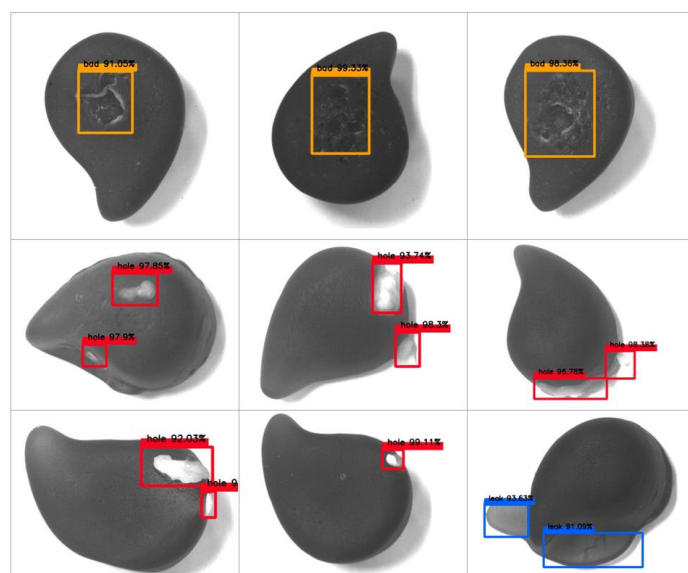 bad 91.05%
bad 99.33%
bad 98.36%
hole 97.85%
hole 97.9%
hole 93.74%
hole 98.3%
hole 98.38%
hole 96.78%
hole 92.03%
hole 9
hole 99.11%
leak 93.63%
leak 91.09%